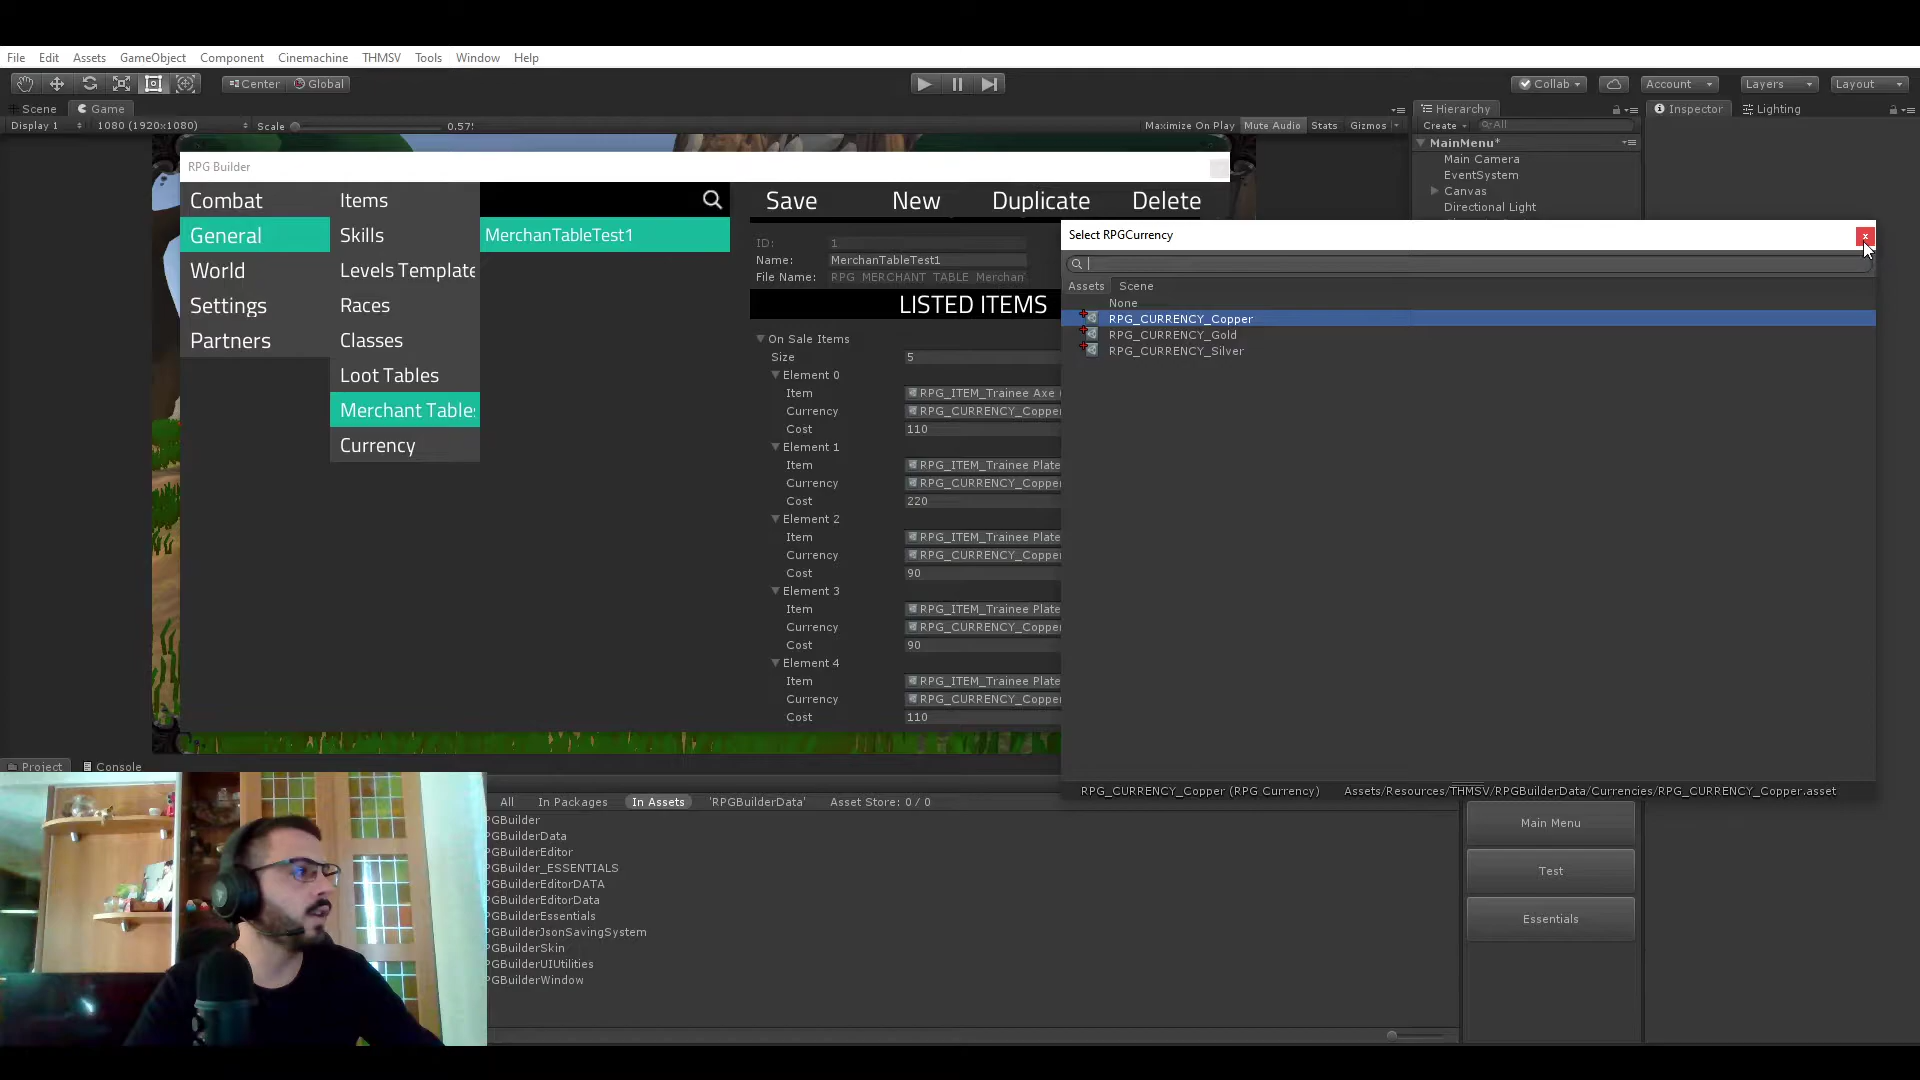 File Edit Assets GameObject Component Cinemachine THMSV Tools Window Help
Center Global Collab Account Layers Layout
Scene Game Hierarchy Inspector Lighting
Display 1 1080 (1920x1080) Scale 0.57 Maximize On Play Mute Audio Stats Gizmos Create All
MainMenu*
Main Camera
EventSystem
Canvas
Directional Light
RPG Builder
Combat
General
World
Settings
Partners
Items
Skills
Levels Template
Races
Classes
Loot Tables
Merchant Tables
Currency
MerchanTableTest1
Save New Duplicate Delete
ID: 1
Name: MerchanTableTest1
File Name: RPG_MERCHANT_TABLE_Merchan
LISTED ITEMS
On Sale Items
Size 5
Element 0
Item RPG_ITEM_Trainee Axe
Currency RPG_CURRENCY_Copper
Cost 110
Element 1
Item RPG_ITEM_Trainee Plate
Currency RPG_CURRENCY_Copper
Cost 220
Element 2
Item RPG_ITEM_Trainee Plate
Currency RPG_CURRENCY_Copper
Cost 90
Element 3
Item RPG_ITEM_Trainee Plate
Currency RPG_CURRENCY_Copper
Cost 90
Element 4
Item RPG_ITEM_Trainee Plate
Currency RPG_CURRENCY_Copper
Cost 110
Select RPGCurrency
Assets Scene
None
RPG_CURRENCY_Copper
RPG_CURRENCY_Gold
RPG_CURRENCY_Silver
RPG_CURRENCY_Copper (RPG Currency) Assets/Resources/THMSV/RPGBuilderData/Currencies/RPG_CURRENCY_Copper.asset
Project Console
All In Packages In Assets 'RPGBuilderData' Asset Store: 0 / 0
PGBuilder
PGBuilderData
PGBuilderEditor
PGBuilder_ESSENTIALS
PGBuilderEditorDATA
PGBuilderEditorData
PGBuilderEssentials
PGBuilderJsonSavingSystem
PGBuilderSkin
PGBuilderUIUtilities
PGBuilderWindow
Main Menu
Test
Essentials